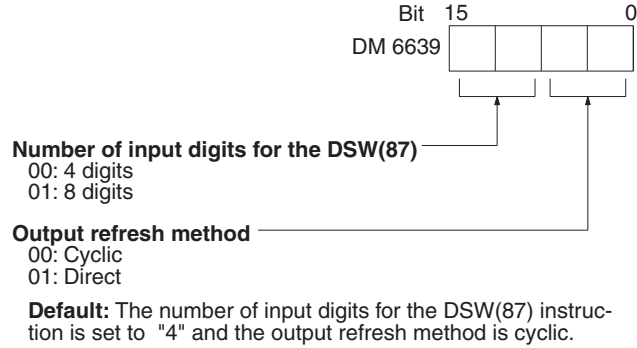 Bit 15 0
DM 6639
Number of input digits for the DSW(87)
00: 4 digits
01: 8 digits
Output refresh method
00: Cyclic
01: Direct
Default: The number of input digits for the DSW(87) instruc-
tion is set to "4" and the output refresh method is cyclic.